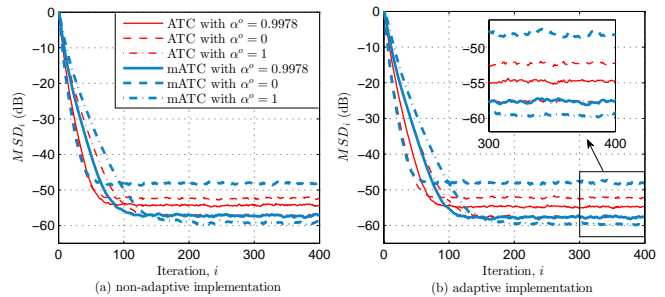 0
−10
−20
−30
−40
−50
−60
MSD_i (dB)
ATC with α^o = 0.9978
ATC with α^o = 0
ATC with α^o = 1
mATC with α^o = 0.9978
mATC with α^o = 0
mATC with α^o = 1
0 100 200 300 400
Iteration, i
(a) non-adaptive implementation
0
−10
−20
−30
−40
−50
−60
MSD_i (dB)
−50
−55
−60
300 400
0 100 200 300 400
Iteration, i
(b) adaptive implementation